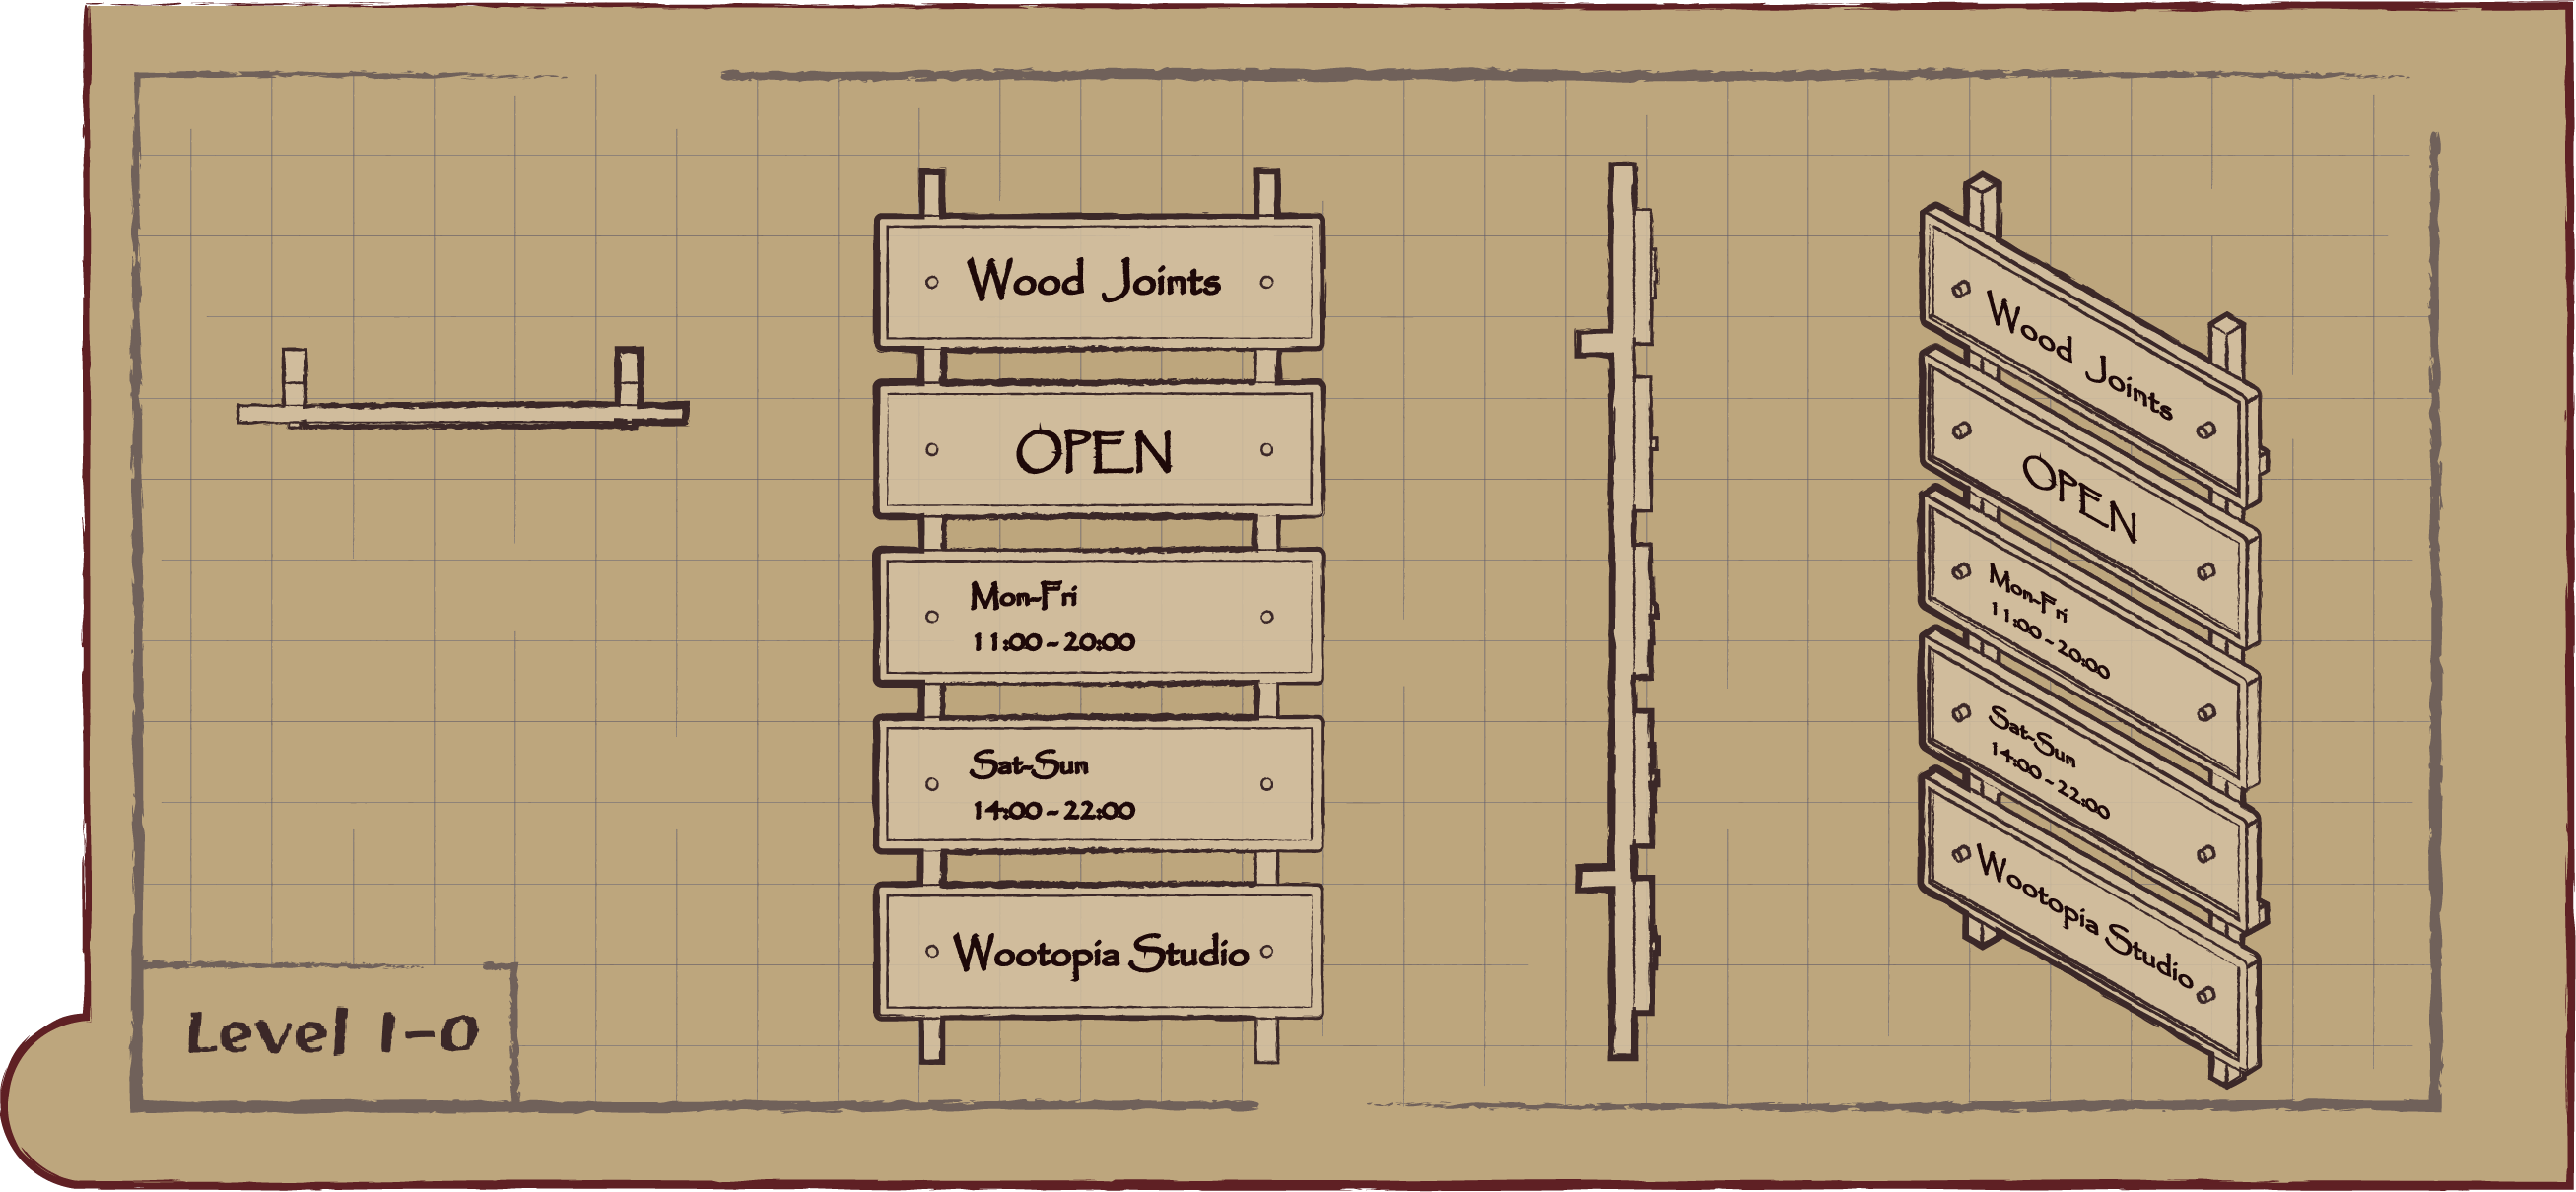 Wood Joints
OPEN
Mon-Fri
11:00 - 20:00
Sat-Sun
14:00 - 22:00
Wootopia Studio
Wood Joints
OPEN
Mon-Fri
11:00 - 20:00
Sat-Sun
14:00 - 22:00
Wootopia Studio
Level 1-0